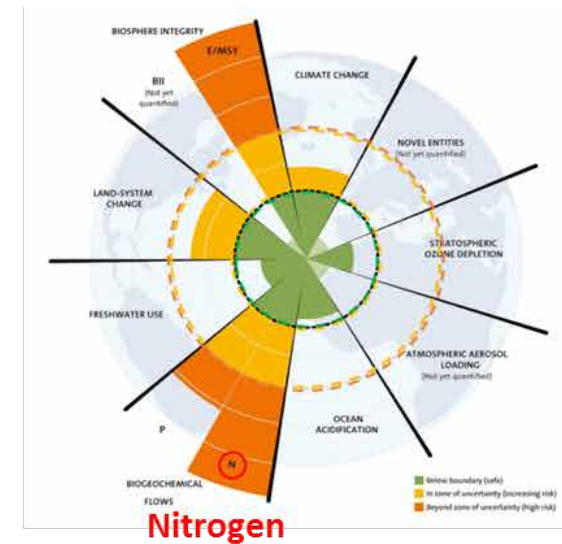 BIOSPHERE INTEGRITY
E/MSY
CLIMATE CHANGE
BII
(Not yet
quantified)
NOVEL ENTITIES
(Not yet quantified)
LAND-SYSTEM
CHANGE
STRATOSPHERIC
OZONE DEPLETION
FRESHWATER USE
ATMOSPHERIC AEROSOL
LOADING
(Not yet quantified)
P
OCEAN
ACIDIFICATION
N
BIOGEOCHEMICAL
FLOWS
Below boundary (safe)
In zone of uncertainty (increasing risk)
Beyond zone of uncertainty (high risk)
Nitrogen